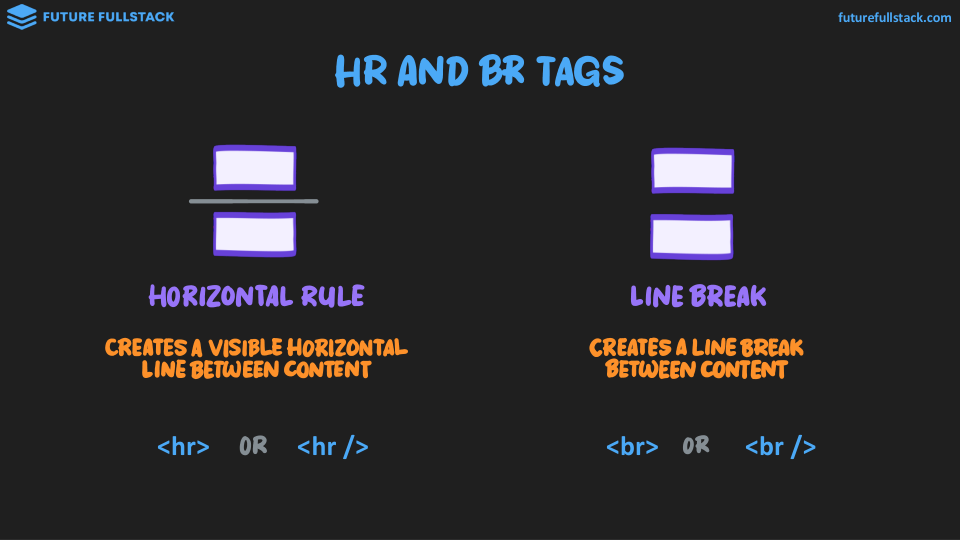 FUTURE FULLSTACK
futurefullstack.com
HR AND BR TAGS
HORIZONTAL RULE
CREATES A VISIBLE HORIZONTAL
LINE BETWEEN CONTENT
<hr> OR <hr />
LINE BREAK
CREATES A LINE BREAK
BETWEEN CONTENT
<br> OR <br />